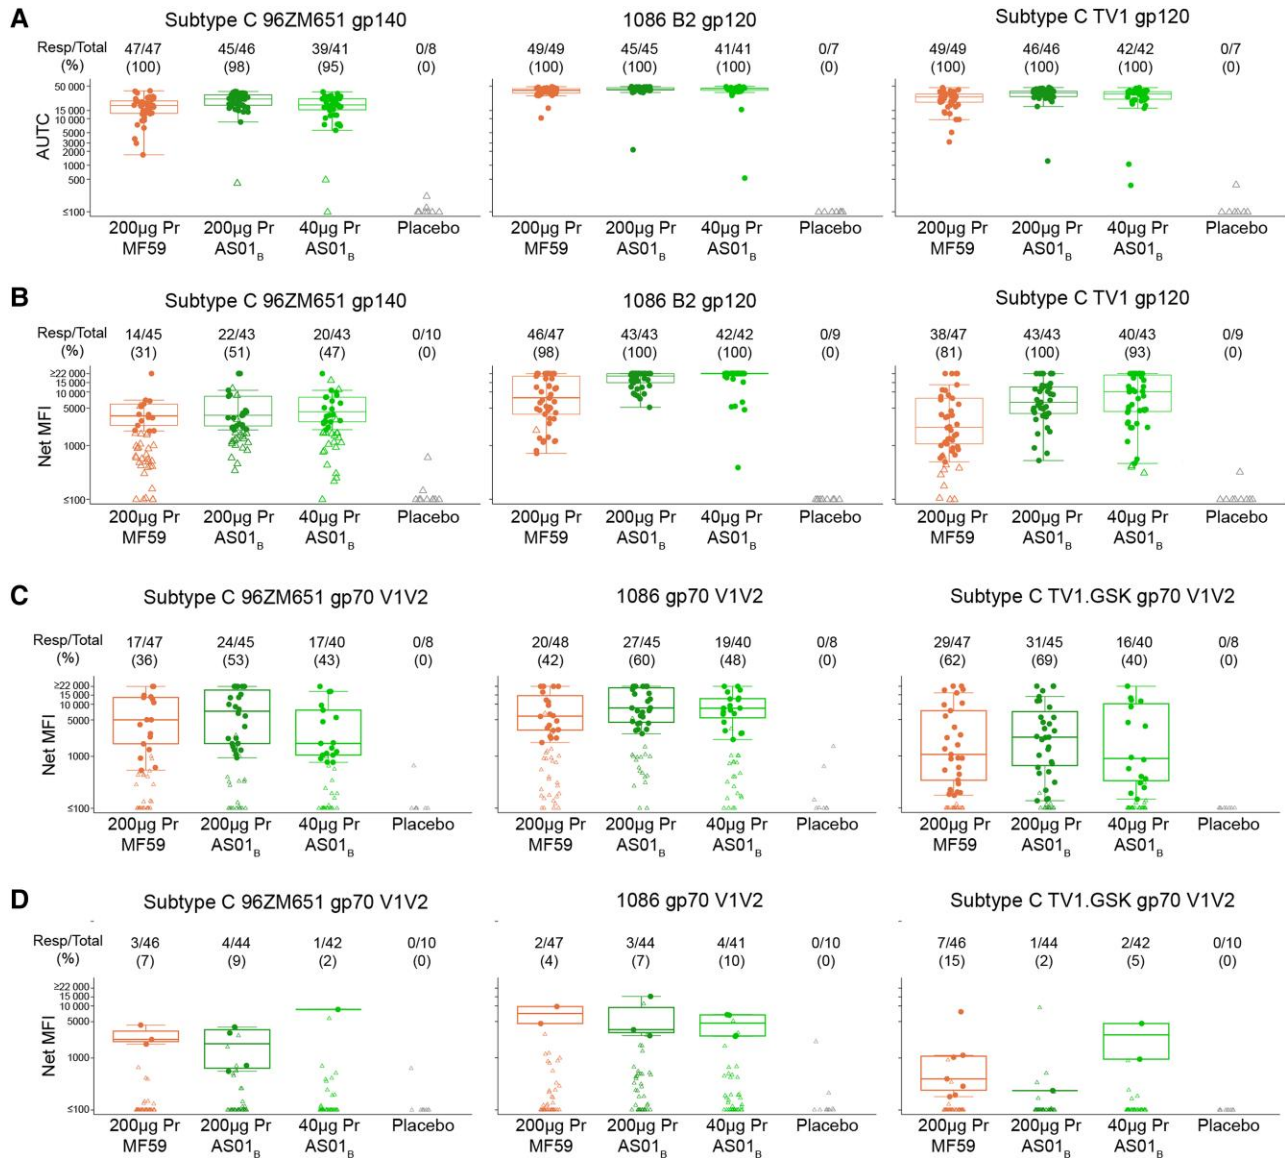 A
Subtype C 96ZM651 gp140 1086 B2 gp120 Subtype C TV1 gp120
Resp/Total 47/47 45/46 39/41 0/8 49/49 45/45 41/41 0/7 49/49 46/46 42/42 0/7
(%) (100) (98) (95) (0) (100) (100) (100) (0) (100) (100) (100) (0)
AUTC
50 000
15 000
10 000
5000
3000
2000
1000
500
≤100
200µg Pr 200µg Pr 40µg Pr Placebo 200µg Pr 200µg Pr 40µg Pr Placebo 200µg Pr 200µg Pr 40µg Pr Placebo
MF59 AS01B AS01B MF59 AS01B AS01B MF59 AS01B AS01B
B
Subtype C 96ZM651 gp140 1086 B2 gp120 Subtype C TV1 gp120
Resp/Total 14/45 22/43 20/43 0/10 46/47 43/43 42/42 0/9 38/47 43/43 40/43 0/9
(%) (31) (51) (47) (0) (98) (100) (100) (0) (81) (100) (93) (0)
Net MFI
≥22 000
15 000
10 000
5000
1000
≤100
200µg Pr 200µg Pr 40µg Pr Placebo 200µg Pr 200µg Pr 40µg Pr Placebo 200µg Pr 200µg Pr 40µg Pr Placebo
MF59 AS01B AS01B MF59 AS01B AS01B MF59 AS01B AS01B
C
Subtype C 96ZM651 gp70 V1V2 1086 gp70 V1V2 Subtype C TV1.GSK gp70 V1V2
Resp/Total 17/47 24/45 17/40 0/8 20/48 27/45 19/40 0/8 29/47 31/45 16/40 0/8
(%) (36) (53) (43) (0) (42) (60) (48) (0) (62) (69) (40) (0)
Net MFI
≥22 000
15 000
10 000
5000
1000
≤100
200µg Pr 200µg Pr 40µg Pr Placebo 200µg Pr 200µg Pr 40µg Pr Placebo 200µg Pr 200µg Pr 40µg Pr Placebo
MF59 AS01B AS01B MF59 AS01B AS01B MF59 AS01B AS01B
D
Subtype C 96ZM651 gp70 V1V2 1086 gp70 V1V2 Subtype C TV1.GSK gp70 V1V2
Resp/Total 3/46 4/44 1/42 0/10 2/47 3/44 4/41 0/10 7/46 1/44 2/42 0/10
(%) (7) (9) (2) (0) (4) (7) (10) (0) (15) (2) (5) (0)
Net MFI
≥22 000
15 000
10 000
5000
1000
≤100
200µg Pr 200µg Pr 40µg Pr Placebo 200µg Pr 200µg Pr 40µg Pr Placebo 200µg Pr 200µg Pr 40µg Pr Placebo
MF59 AS01B AS01B MF59 AS01B AS01B MF59 AS01B AS01B